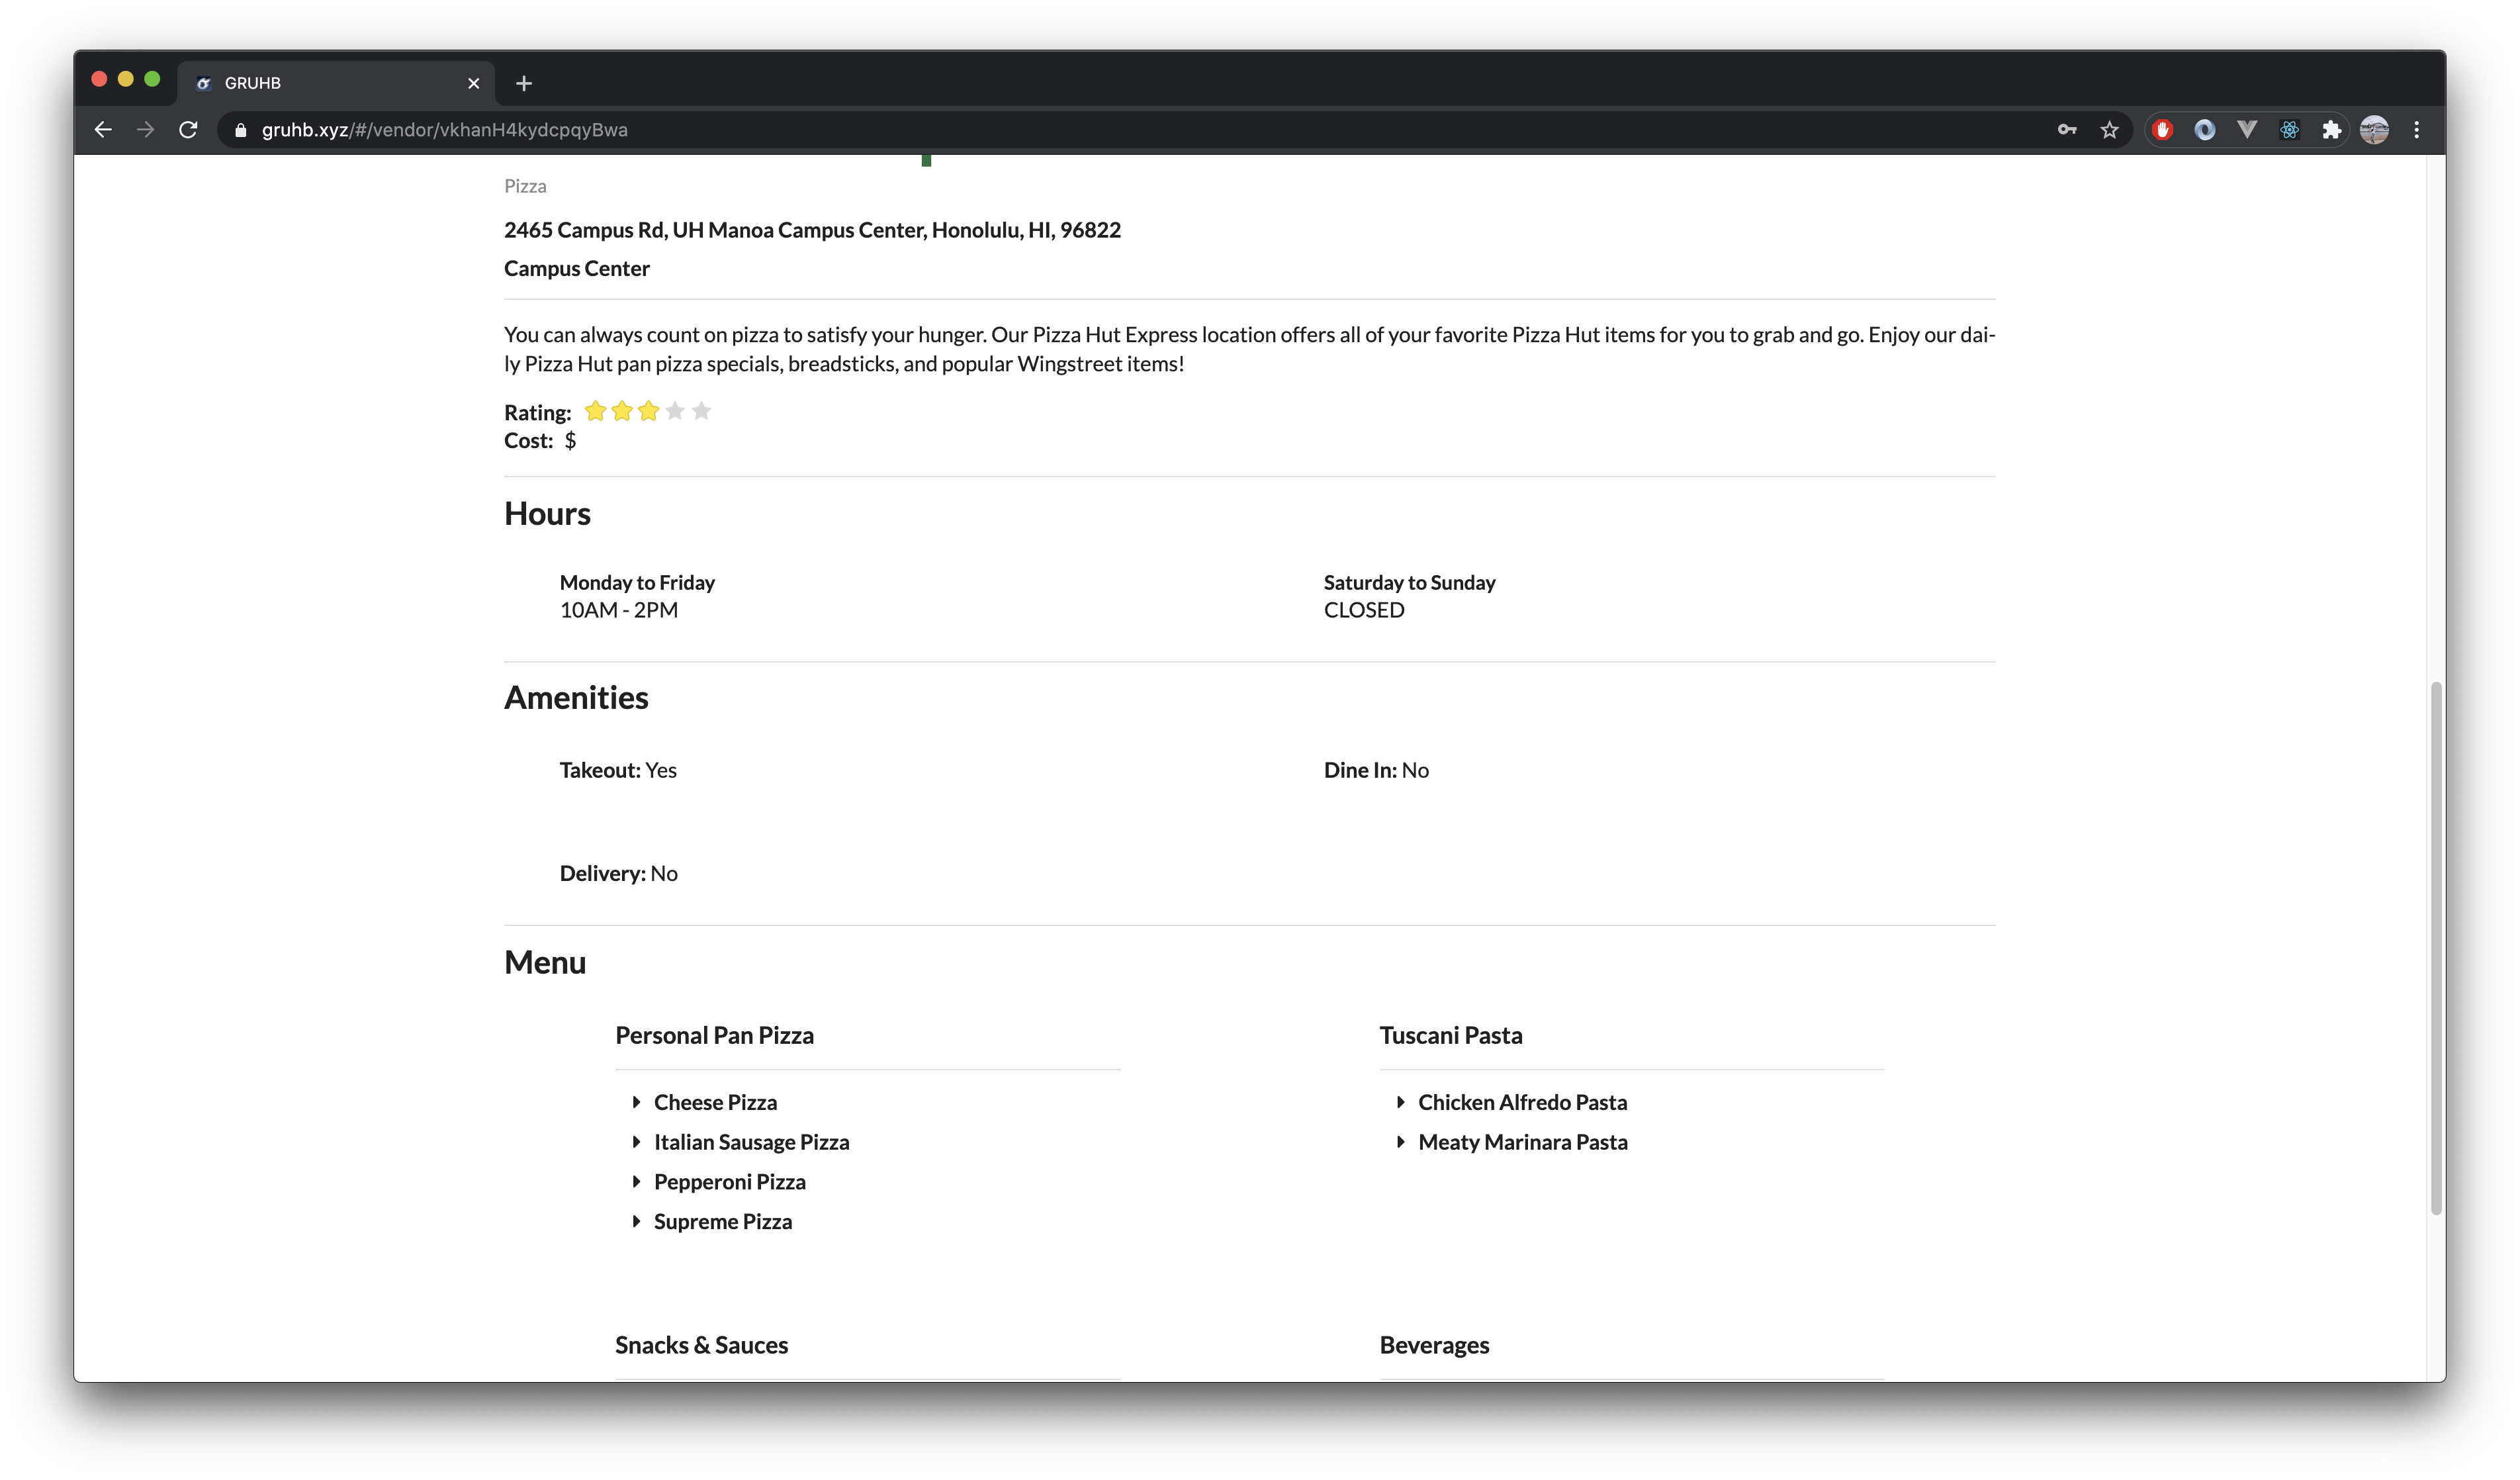 GRUHB
gruhb.xyz/#/vendor/vkhanH4kydcpqyBwa
Pizza
2465 Campus Rd, UH Manoa Campus Center, Honolulu, HI, 96822
Campus Center
You can always count on pizza to satisfy your hunger. Our Pizza Hut Express location offers all of your favorite Pizza Hut items for you to grab and go. Enjoy our dai-
ly Pizza Hut pan pizza specials, breadsticks, and popular Wingstreet items!
Rating:
Cost: $
Hours
Monday to Friday
10AM - 2PM
Saturday to Sunday
CLOSED
Amenities
Takeout: Yes
Dine In: No
Delivery: No
Menu
Personal Pan Pizza
Cheese Pizza
Italian Sausage Pizza
Pepperoni Pizza
Supreme Pizza
Tuscani Pasta
Chicken Alfredo Pasta
Meaty Marinara Pasta
Snacks & Sauces
Beverages